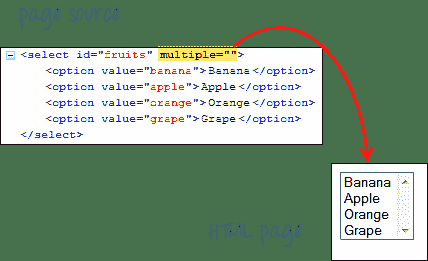 page source
<select id="fruits" multiple="">
<option value="banana">Banana</option>
<option value="apple">Apple</option>
<option value="orange">Orange</option>
<option value="grape">Grape</option>
</select>
Banana
Apple
Orange
Grape
HTML page